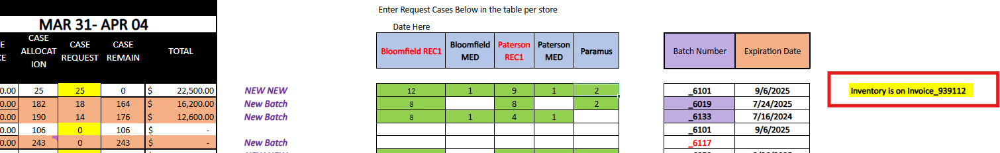 Enter Request Cases Below in the table per store
MAR 31- APR 04
Date Here
CASE ALLOCAT ION CASE REQUEST CASE REMAIN TOTAL Bloomfield REC1 Bloomfield MED Paterson REC1 Paterson MED Paramus Batch Number Expiration Date
0.00 25 25 0 $ 22,500.00 NEW NEW 12 1 9 1 2 _6101 9/6/2025 Inventory is on Invoice_939112
0.00 182 18 164 $ 16,200.00 New Batch 8 8 2 _6019 7/24/2025
0.00 190 14 176 $ 12,600.00 New Batch 8 1 4 1 _6133 7/16/2024
0.00 106 0 106 $ - _6101 9/6/2025
0.00 243 0 243 $ - New Batch _6117